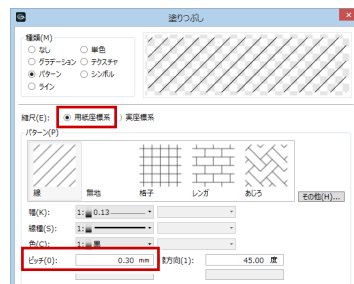 塗りつぶし
種類(M)
なし 単色
グラデーション テクスチャ
パターン シンボル
ライン
縮尺(E): 用紙座標系 実座標系
パターン(P)
線 無地 格子 レンガ あじろ
その他(H)...
幅(K): 1: 0.13
線種(S): 1:
色(C): 1: 黒
ピッチ(0): 0.30 mm 線方向(1): 45.00 度